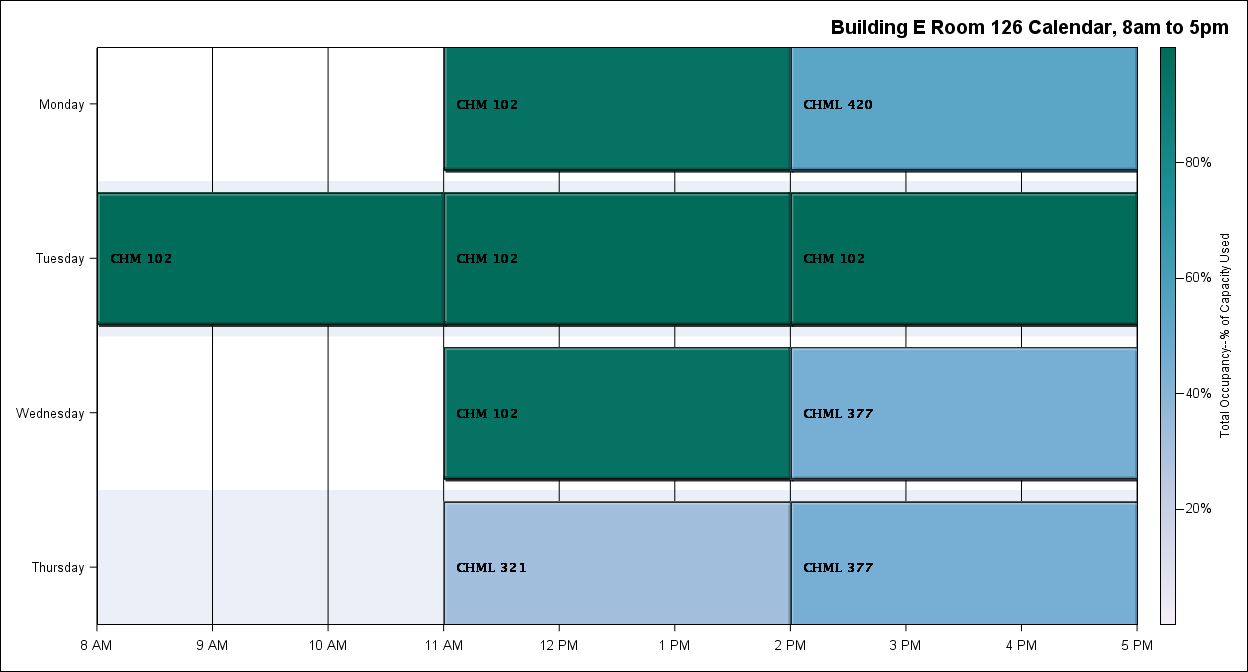 Building E Room 126 Calendar, 8am to 5pm
Monday
CHM 102
CHML 420
Tuesday
CHM 102
CHM 102
CHM 102
Wednesday
CHM 102
CHML 377
Thursday
CHML 321
CHML 377
8 AM
9 AM
10 AM
11 AM
12 PM
1 PM
2 PM
3 PM
4 PM
5 PM
80%
60%
40%
20%
Total Occupancy--% of Capacity Used